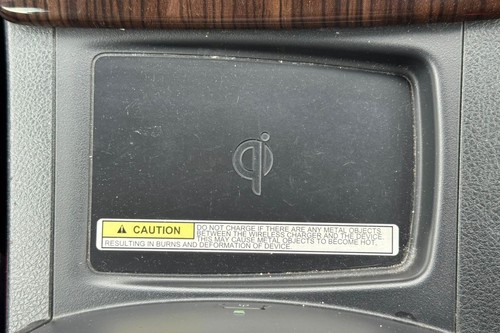 CAUTION
DO NOT CHARGE IF THERE ARE ANY METAL OBJECTS
BETWEEN THE WIRELESS CHARGER AND THE DEVICE.
THIS MAY CAUSE METAL OBJECTS TO BECOME HOT,
RESULTING IN BURNS AND DEFORMATION OF DEVICE.